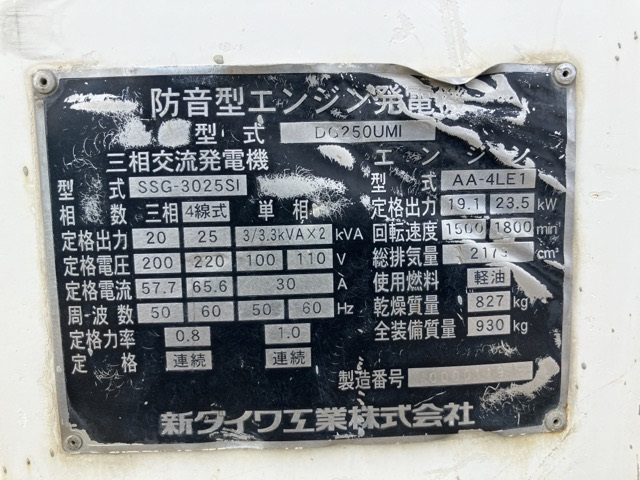 防音型エンジン発電機
型式 DG250UMI
三相交流発電機
型式 SSG-3025SI
相数 三相 4線式 単相
定格出力 20 25 3/3.3kVA×2 kVA
定格電圧 200 220 100 110 V
定格電流 57.7 65.6 30 A
周波数 50 60 50 60 Hz
定格力率 0.8 1.0
定格 連続 連続
エンジン
型式 AA-4LE1
定格出力 19.1 23.5 kW
回転速度 1500 1800 min
総排気量 cm³
使用燃料 軽油
乾燥質量 827 kg
全装備質量 930 kg
製造番号
新ダイワ工業株式会社